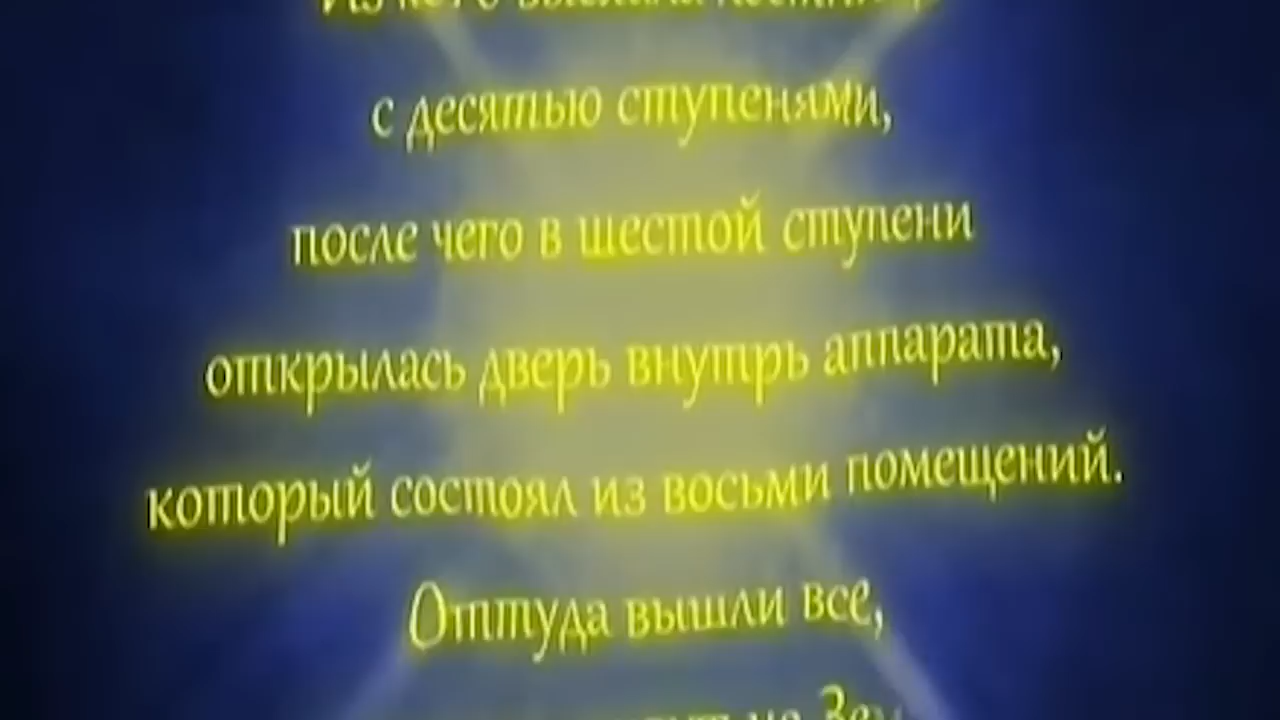 с десятью ступенями,
после чего в шестой ступени
открылась дверь внутрь аппарата,
который состоял из восьми помещений.
Оттуда вышли все,